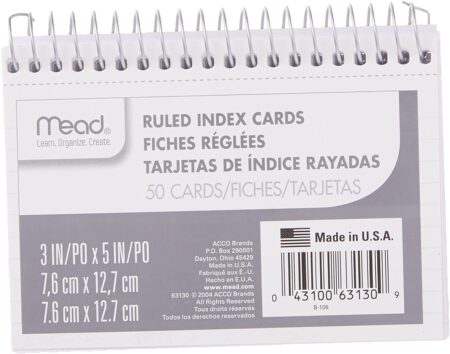 Mead®
Learn. Organize. Create.
RULED INDEX CARDS
FICHES RÉGLÉES
TARJETAS DE ÍNDICE RAYADAS
50 CARDS/FICHES/TARJETAS
3 IN/PO x 5 IN/PO
7,6 cm x 12,7 cm
7.6 cm x 12.7 cm
ACCO Brands
P.O. Box 290001
Dayton, Ohio 45429
Made in U.S.A.
Fabriqué aux É.-U.
Hecho en E.U.A.
www.mead.com
63130 © 2004 ACCO Brands
All Rights Reserved
Tous droits réservés
Todos los derechos reservados
Made in U.S.A.
0 43100 63130 9
B-106